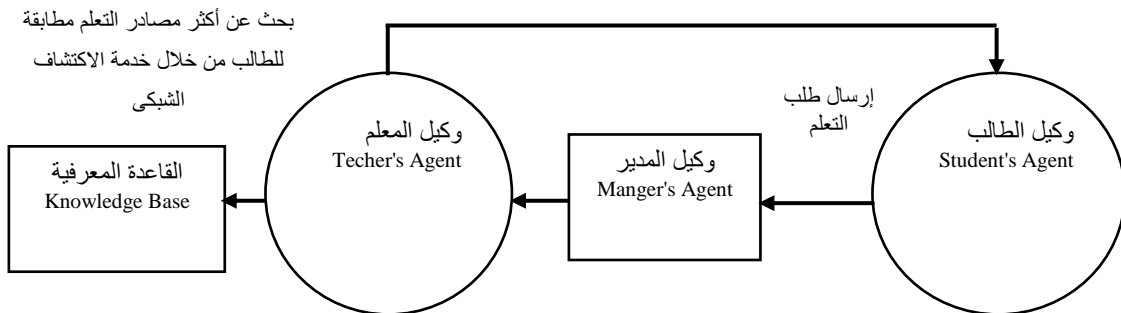 بحث عن أكثر مصادر التعلم مطابقة
للطالب من خلال خدمة الاكتشاف
الشبكى
إرسال طلب
التعلم
وكيل الطالب
Student's Agent
وكيل المدير
Manger's Agent
وكيل المعلم
Techer's Agent
القاعدة المعرفية
Knowledge Base